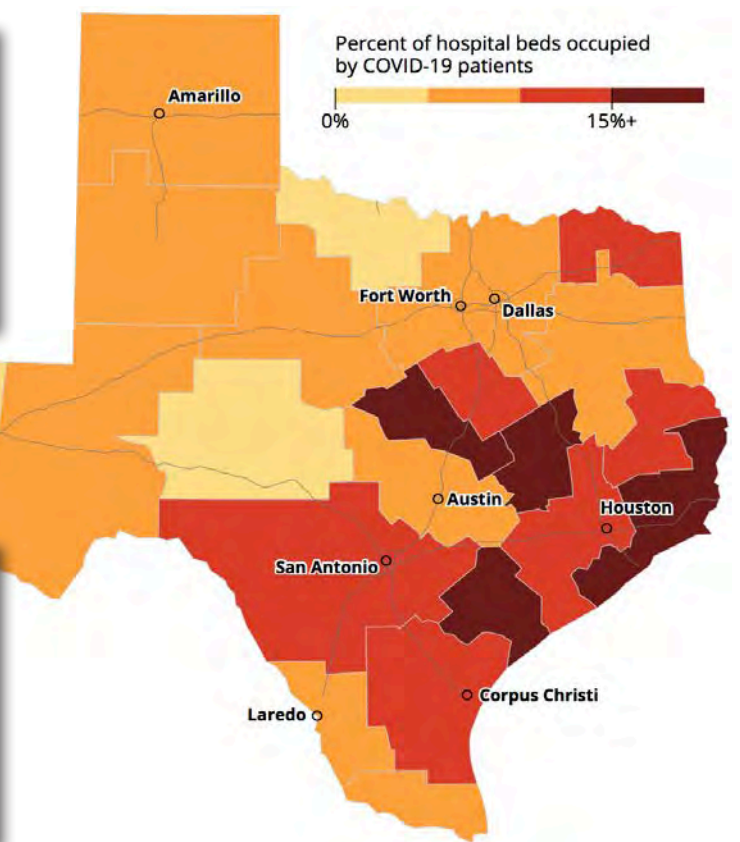 Percent of hospital beds occupied
by COVID-19 patients
0%
15%+
Amarillo
Fort Worth
Dallas
Austin
Houston
San Antonio
Corpus Christi
Laredo